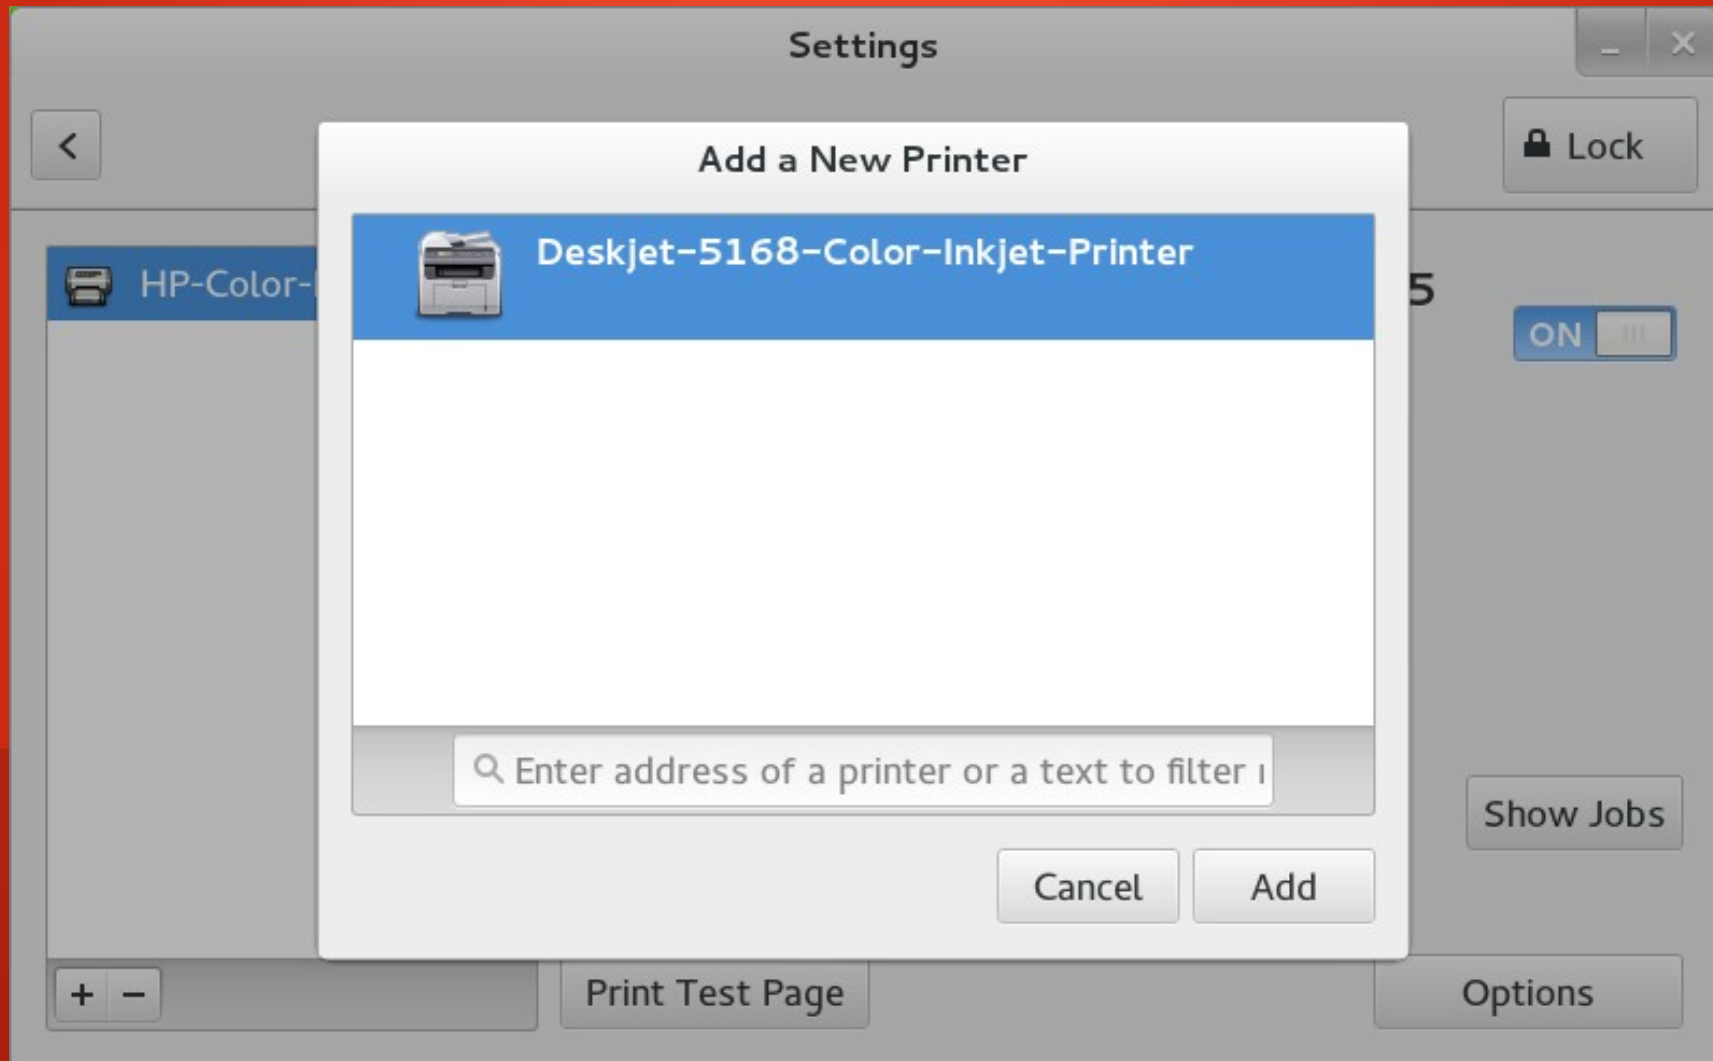 Settings
Lock
Add a New Printer
Deskjet-5168-Color-Inkjet-Printer
HP-Color-
5
ON
Enter address of a printer or a text to filter
Show Jobs
Cancel
Add
+ −
Print Test Page
Options